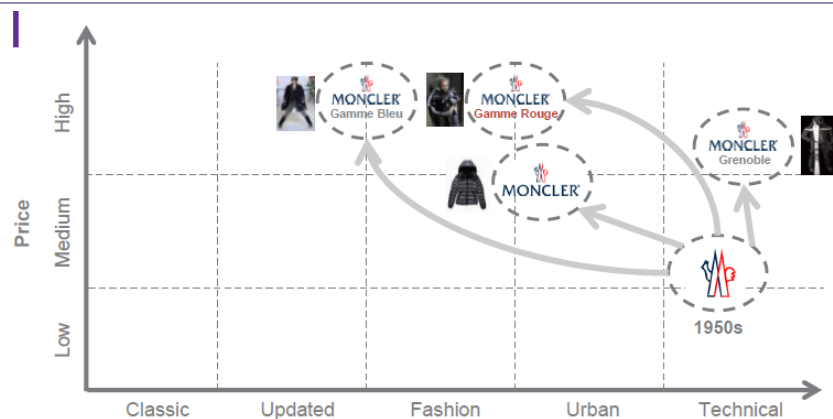 MONCLER
Gamme Bleu
MONCLER
Gamme Rouge
MONCLER
Grenoble
MONCLER
1950s
Price
High
Medium
Low
Classic
Updated
Fashion
Urban
Technical